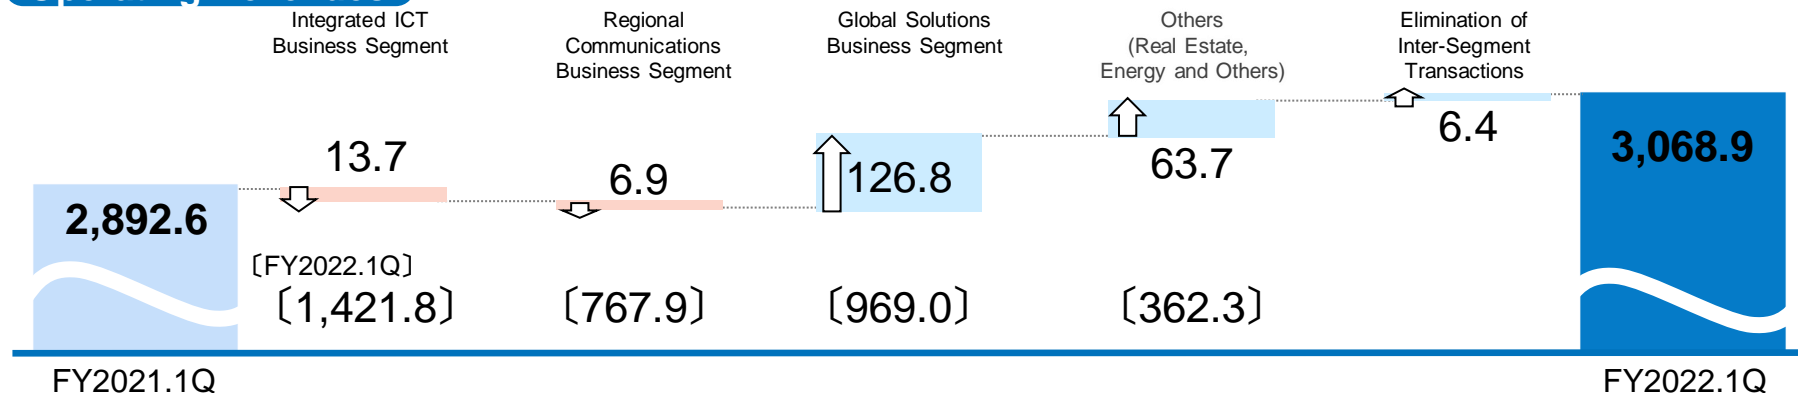 Integrated ICT
Business Segment
Regional
Communications
Business Segment
Global Solutions
Business Segment
Others
(Real Estate,
Energy and Others)
Elimination of
Inter-Segment
Transactions
2,892.6
13.7
6.9
126.8
63.7
6.4
3,068.9
〔FY2022.1Q〕
〔1,421.8〕
〔767.9〕
〔969.0〕
〔362.3〕
FY2021.1Q
FY2022.1Q